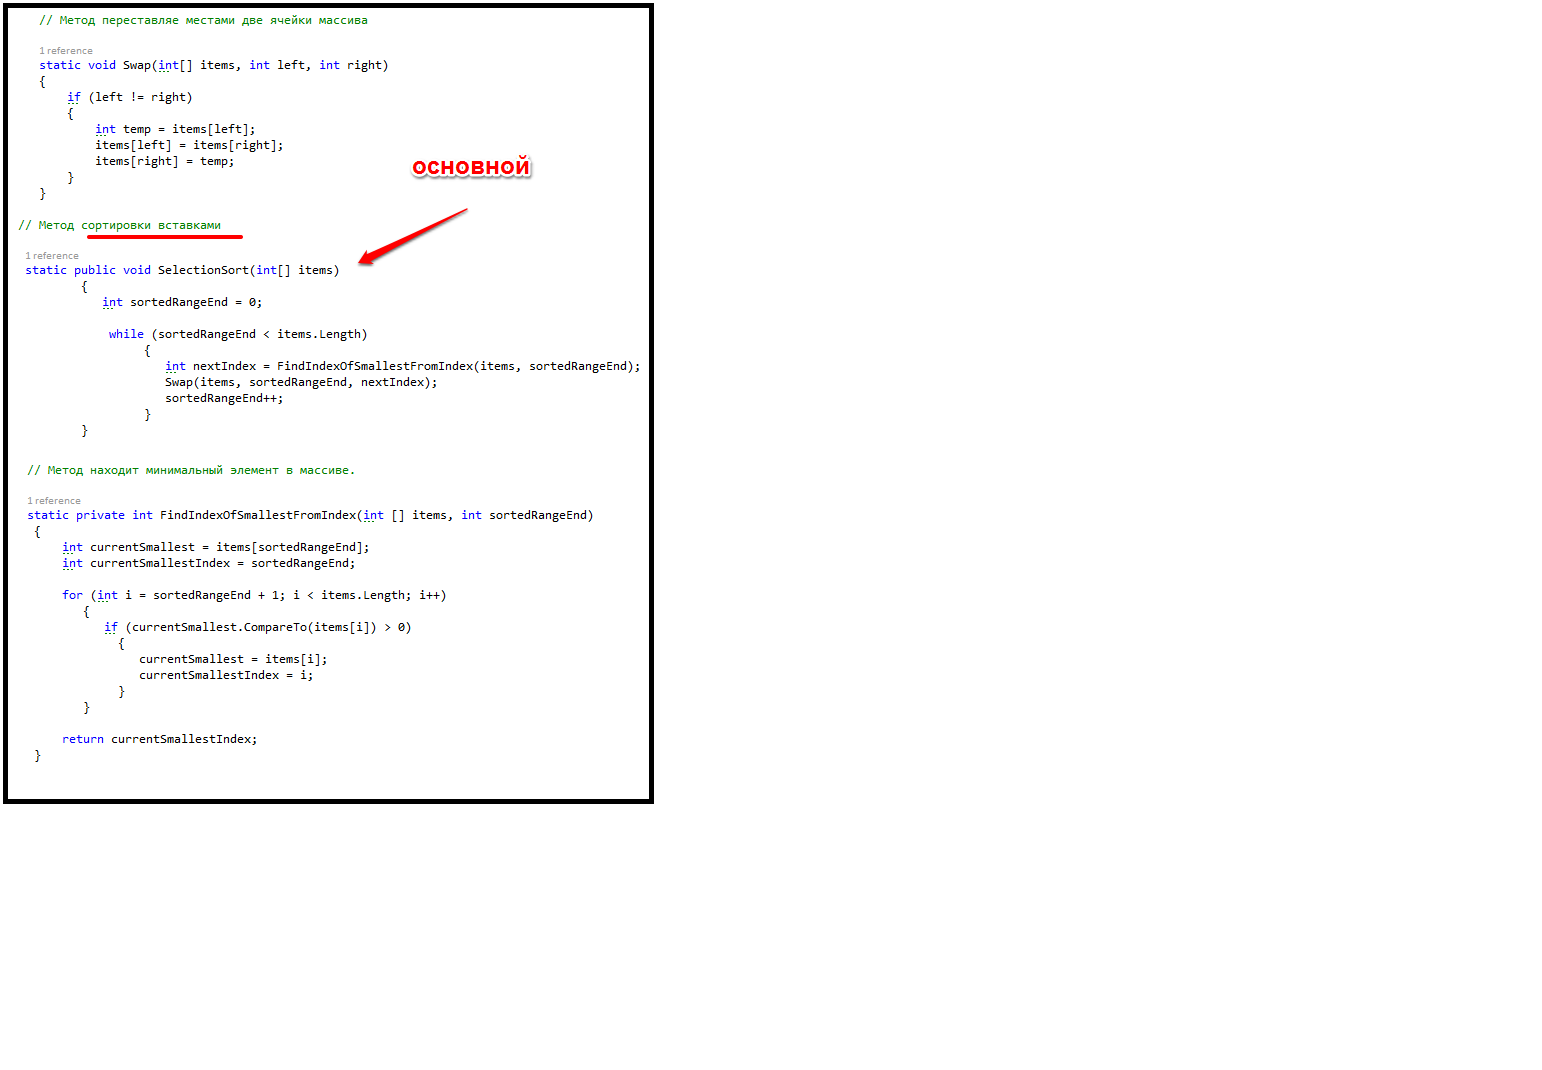 // Метод переставляе местами две ячейки массива
1 reference
static void Swap(int[] items, int left, int right)
{
if (left != right)
{
int temp = items[left];
items[left] = items[right];
items[right] = temp;
}
}
основной
// Метод сортировки вставками
1 reference
static public void SelectionSort(int[] items)
{
int sortedRangeEnd = 0;
while (sortedRangeEnd < items.Length)
{
int nextIndex = FindIndexOfSmallestFromIndex(items, sortedRangeEnd);
Swap(items, sortedRangeEnd, nextIndex);
sortedRangeEnd++;
}
}
// Метод находит минимальный элемент в массиве.
1 reference
static private int FindIndexOfSmallestFromIndex(int [] items, int sortedRangeEnd)
{
int currentSmallest = items[sortedRangeEnd];
int currentSmallestIndex = sortedRangeEnd;
for (int i = sortedRangeEnd + 1; i < items.Length; i++)
{
if (currentSmallest.CompareTo(items[i]) > 0)
{
currentSmallest = items[i];
currentSmallestIndex = i;
}
}
return currentSmallestIndex;
}